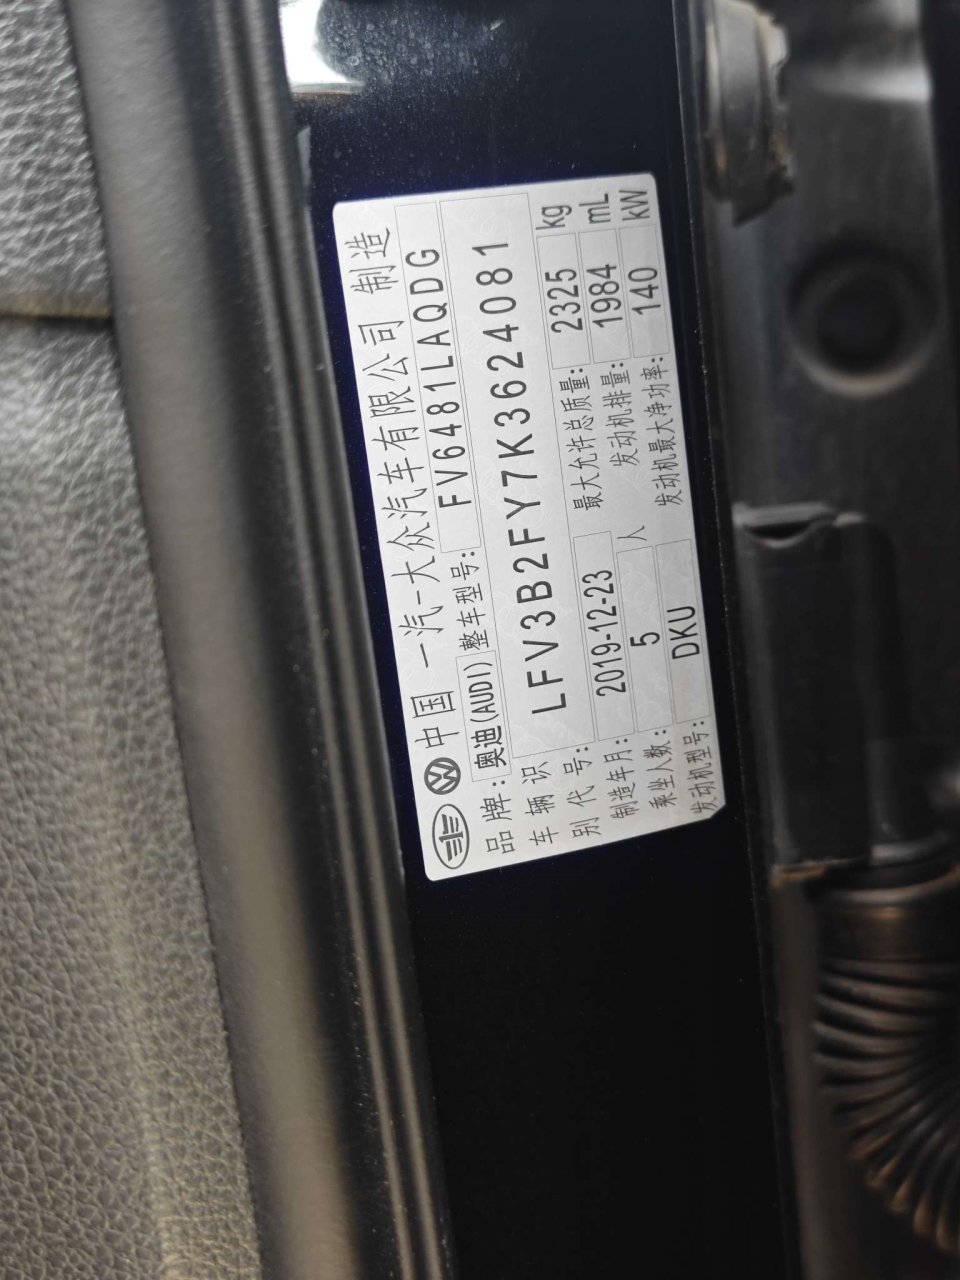 中国 一汽-大众汽车有限公司 制造
品牌: 奥迪(AUDI) 整车型号: FV6481LAQDG
车辆识别代号: LFV3B2FY7K3624081
制造年月: 2019-12-23 最大允许总质量: 2325 kg
乘坐人数: 5 人 发动机排量: 1984 mL
发动机型号: DKU 发动机最大净功率: 140 kW